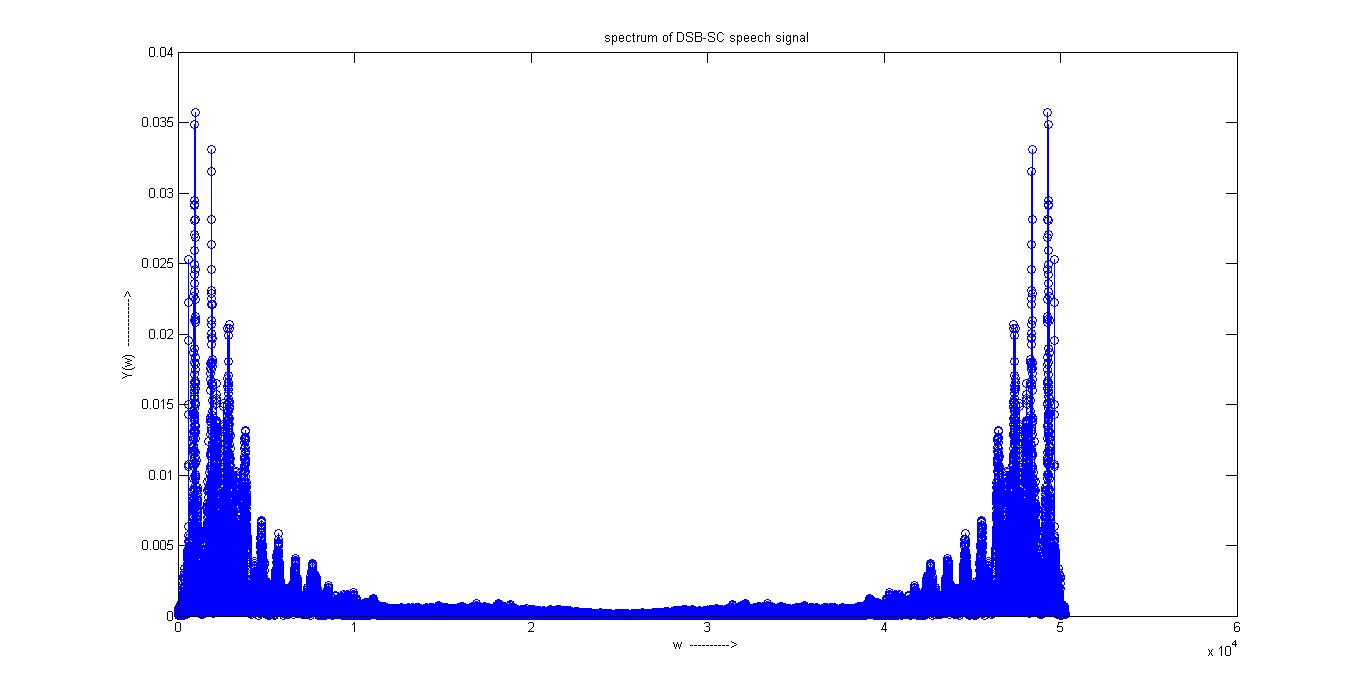 spectrum of DSB-SC speech signal
0.04
0.035
0.03
0.025
0.02
0.015
0.01
0.005
0
Y(w) ------------->
0 1 2 3 4 5 6
x 10^4
w ---------->